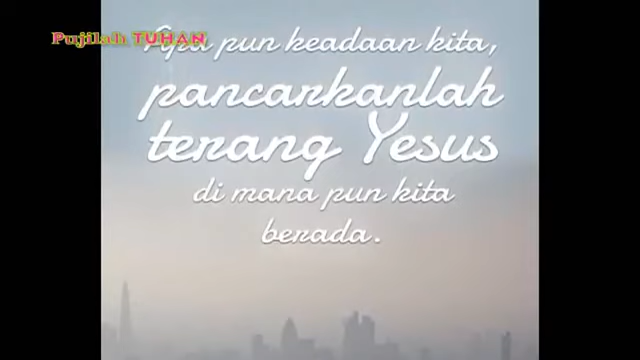 Pujilah TUHAN
Apa pun keadaan kita,
pancarkanlah
terang Yesus
di mana pun kita
berada.